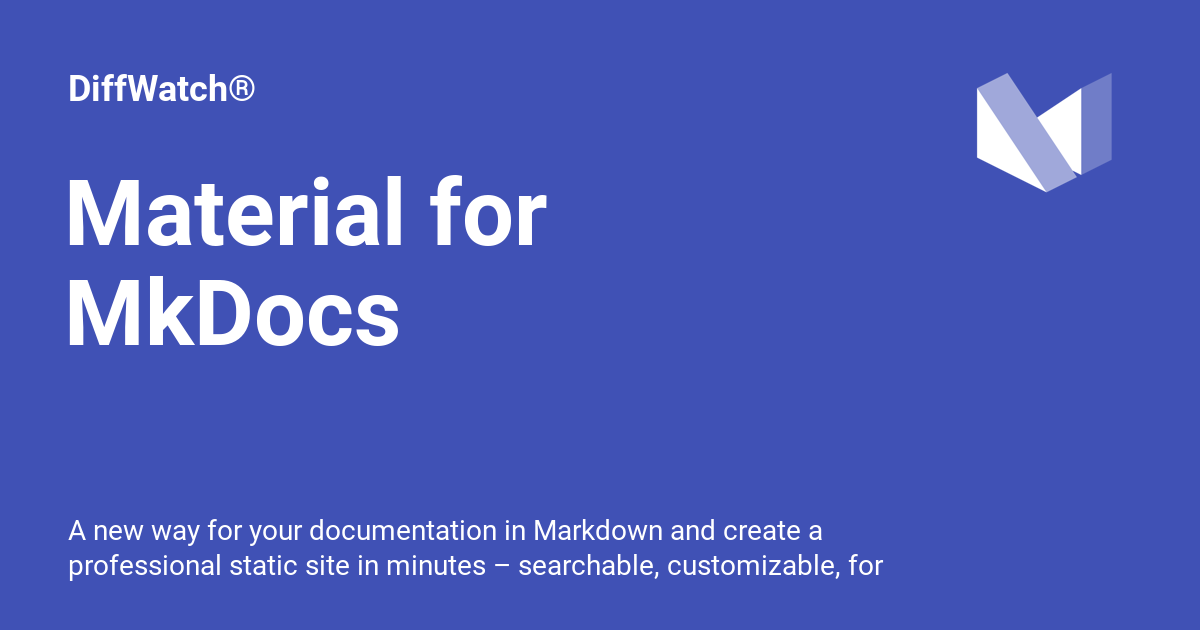 DiffWatch®
Material for
MkDocs
A new way for your documentation in Markdown and create a
professional static site in minutes – searchable, customizable, for